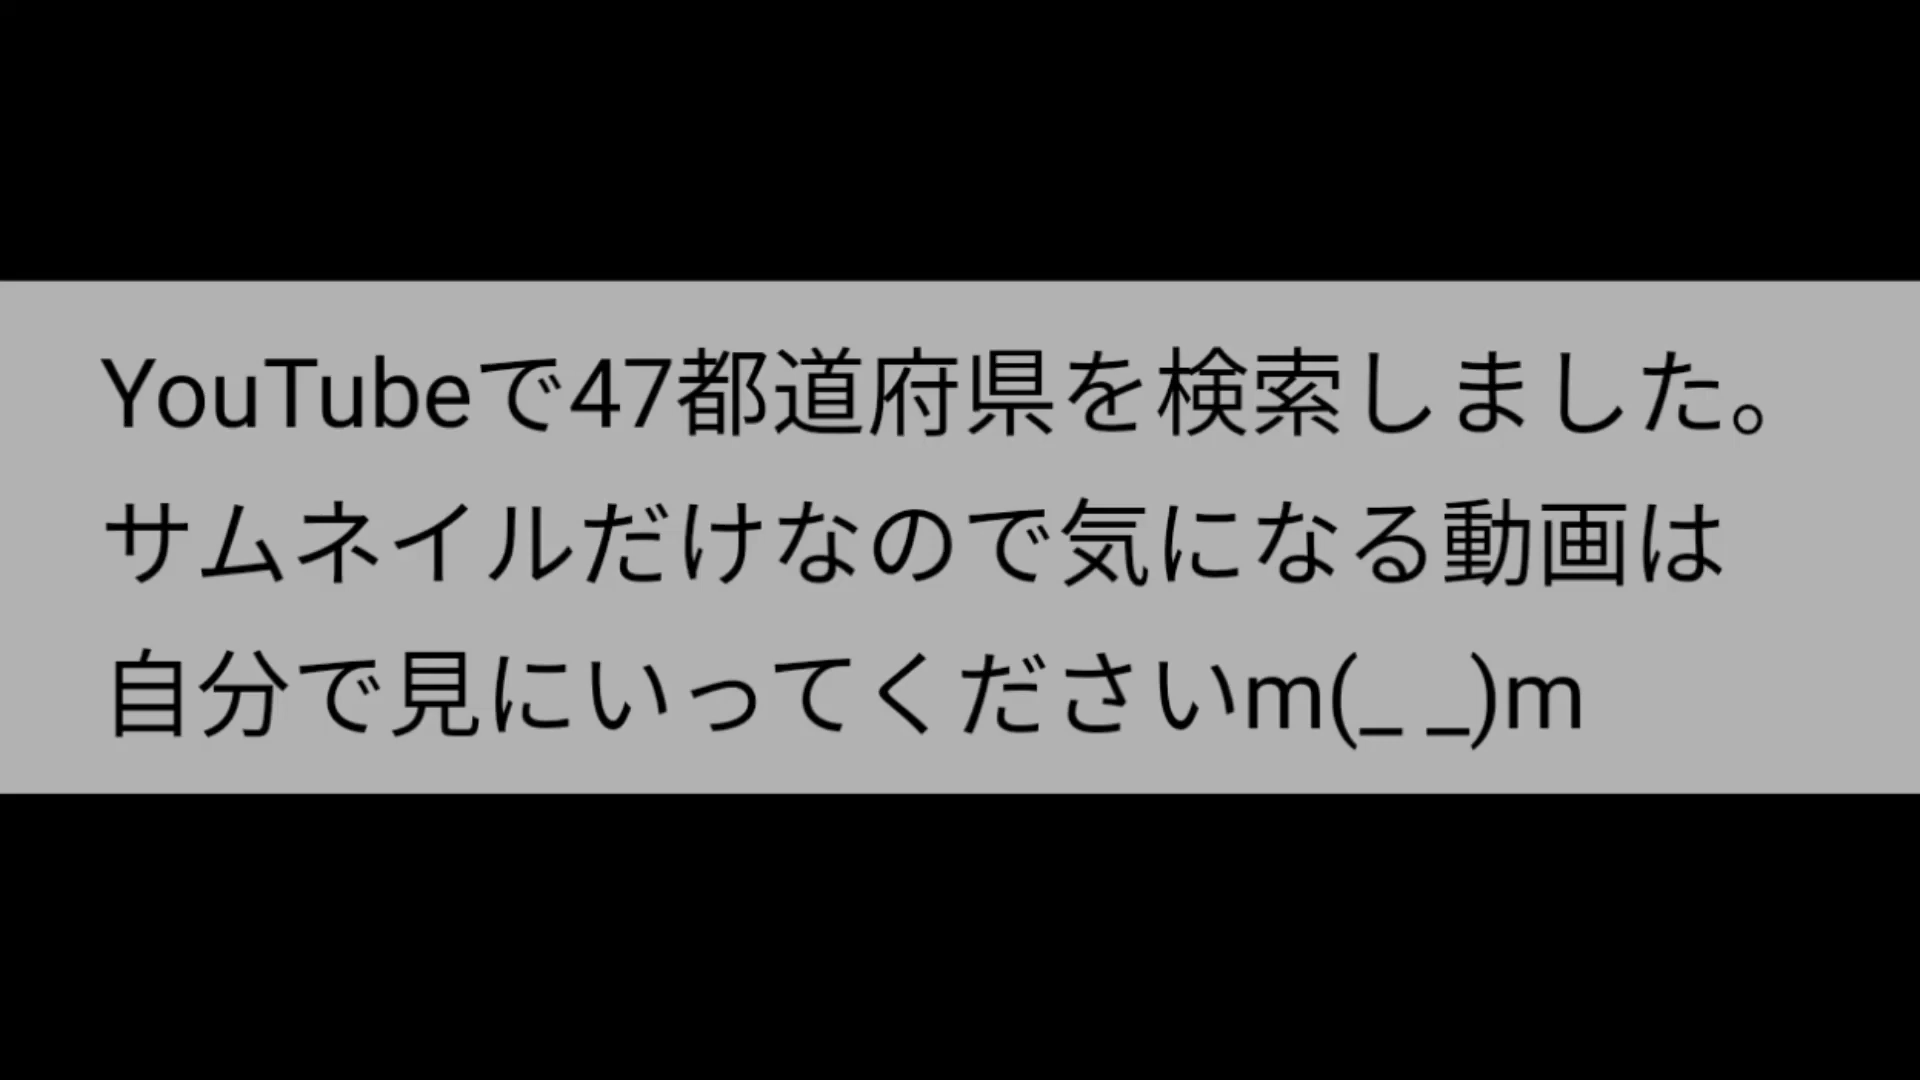 YouTubeで47都道府県を検索しました。
サムネイルだけなので気になる動画は
自分で見にいってくださいm(_ _)m